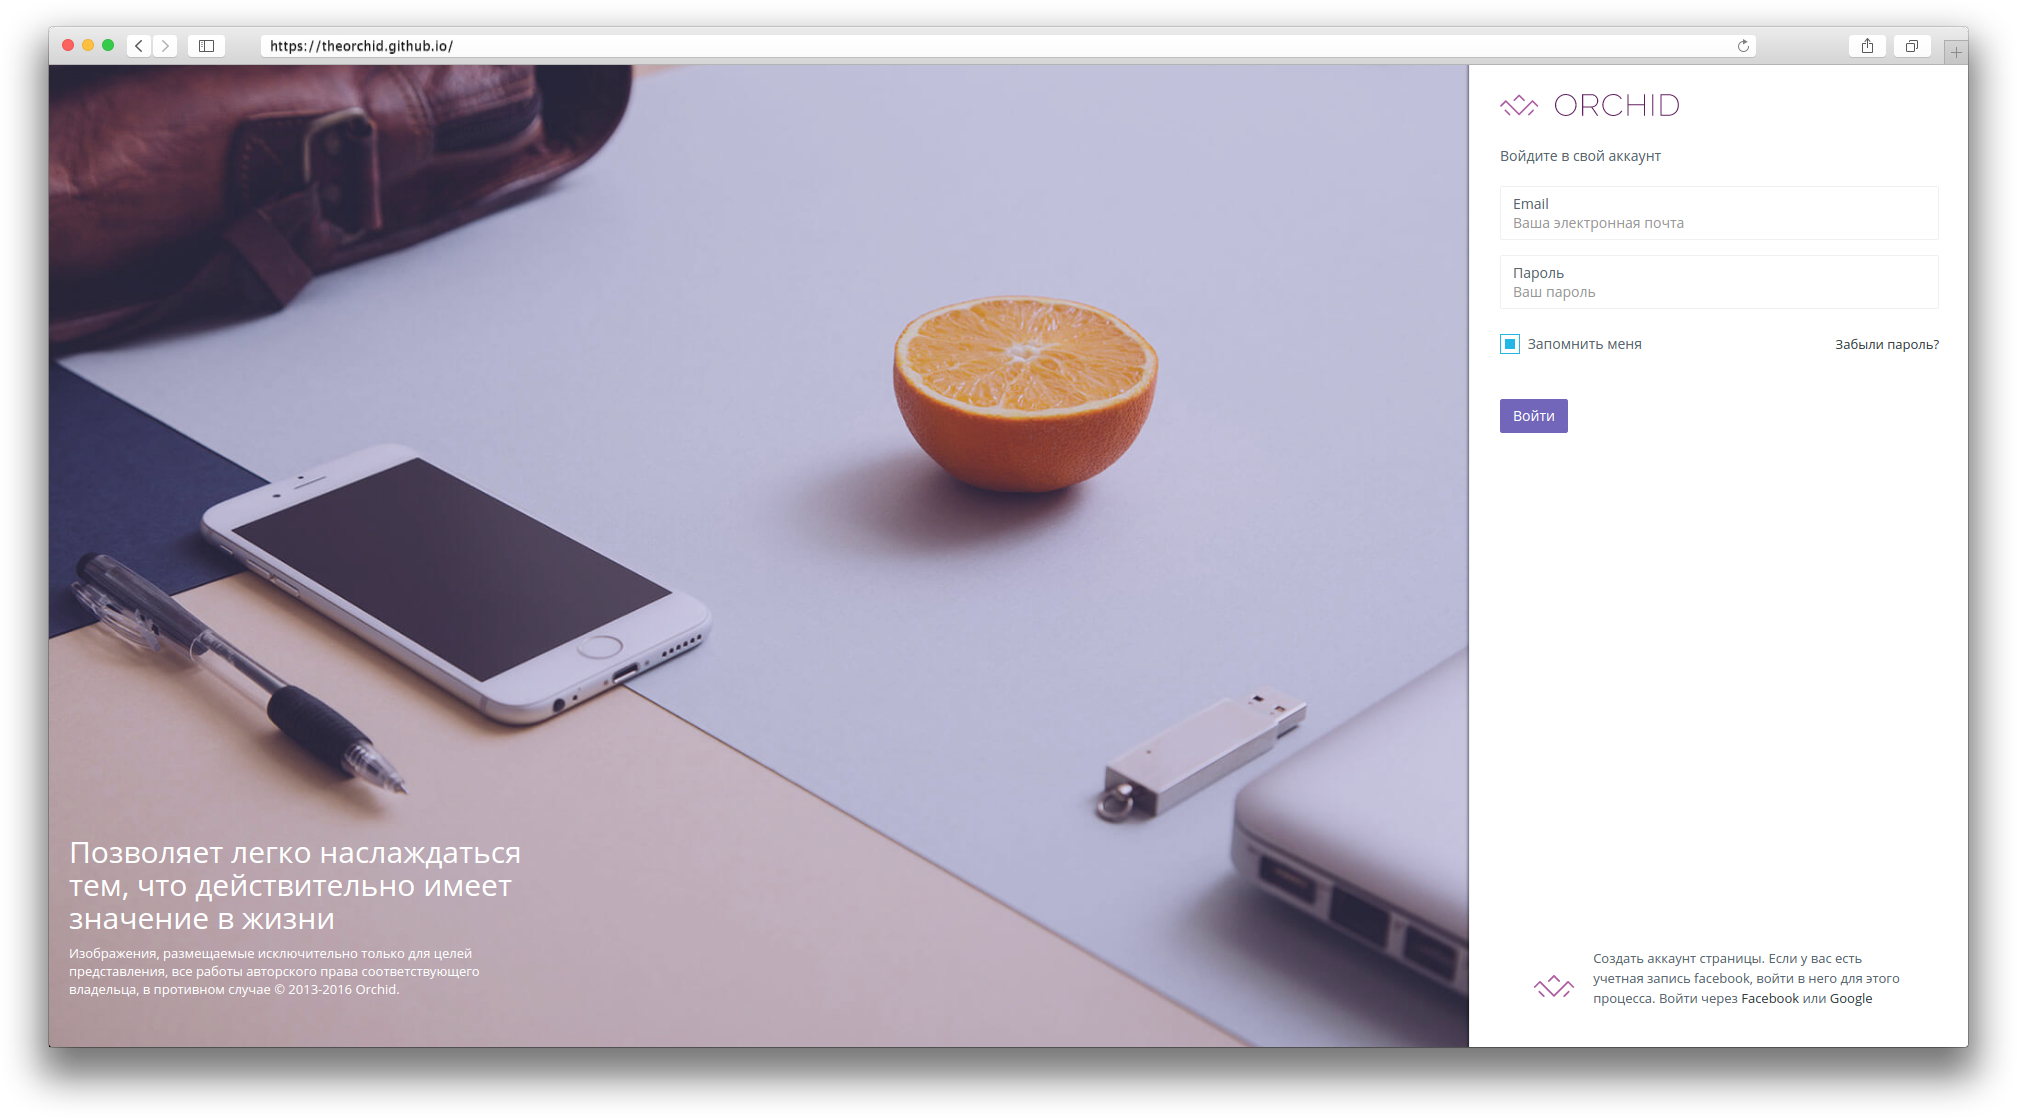 https://theorchid.github.io/
ORCHID
Войдите в свой аккаунт
Email
Ваша электронная почта
Пароль
Ваш пароль
Запомнить меня
Забыли пароль?
Войти
Позволяет легко наслаждаться
тем, что действительно имеет
значение в жизни
Изображения, размещаемые исключительно только для целей
представления, все работы авторского права соответствующего
владельца, в противном случае © 2013-2016 Orchid.
Создать аккаунт страницы. Если у вас есть
учетная запись facebook, войти в него для этого
процесса. Войти через Facebook или Google